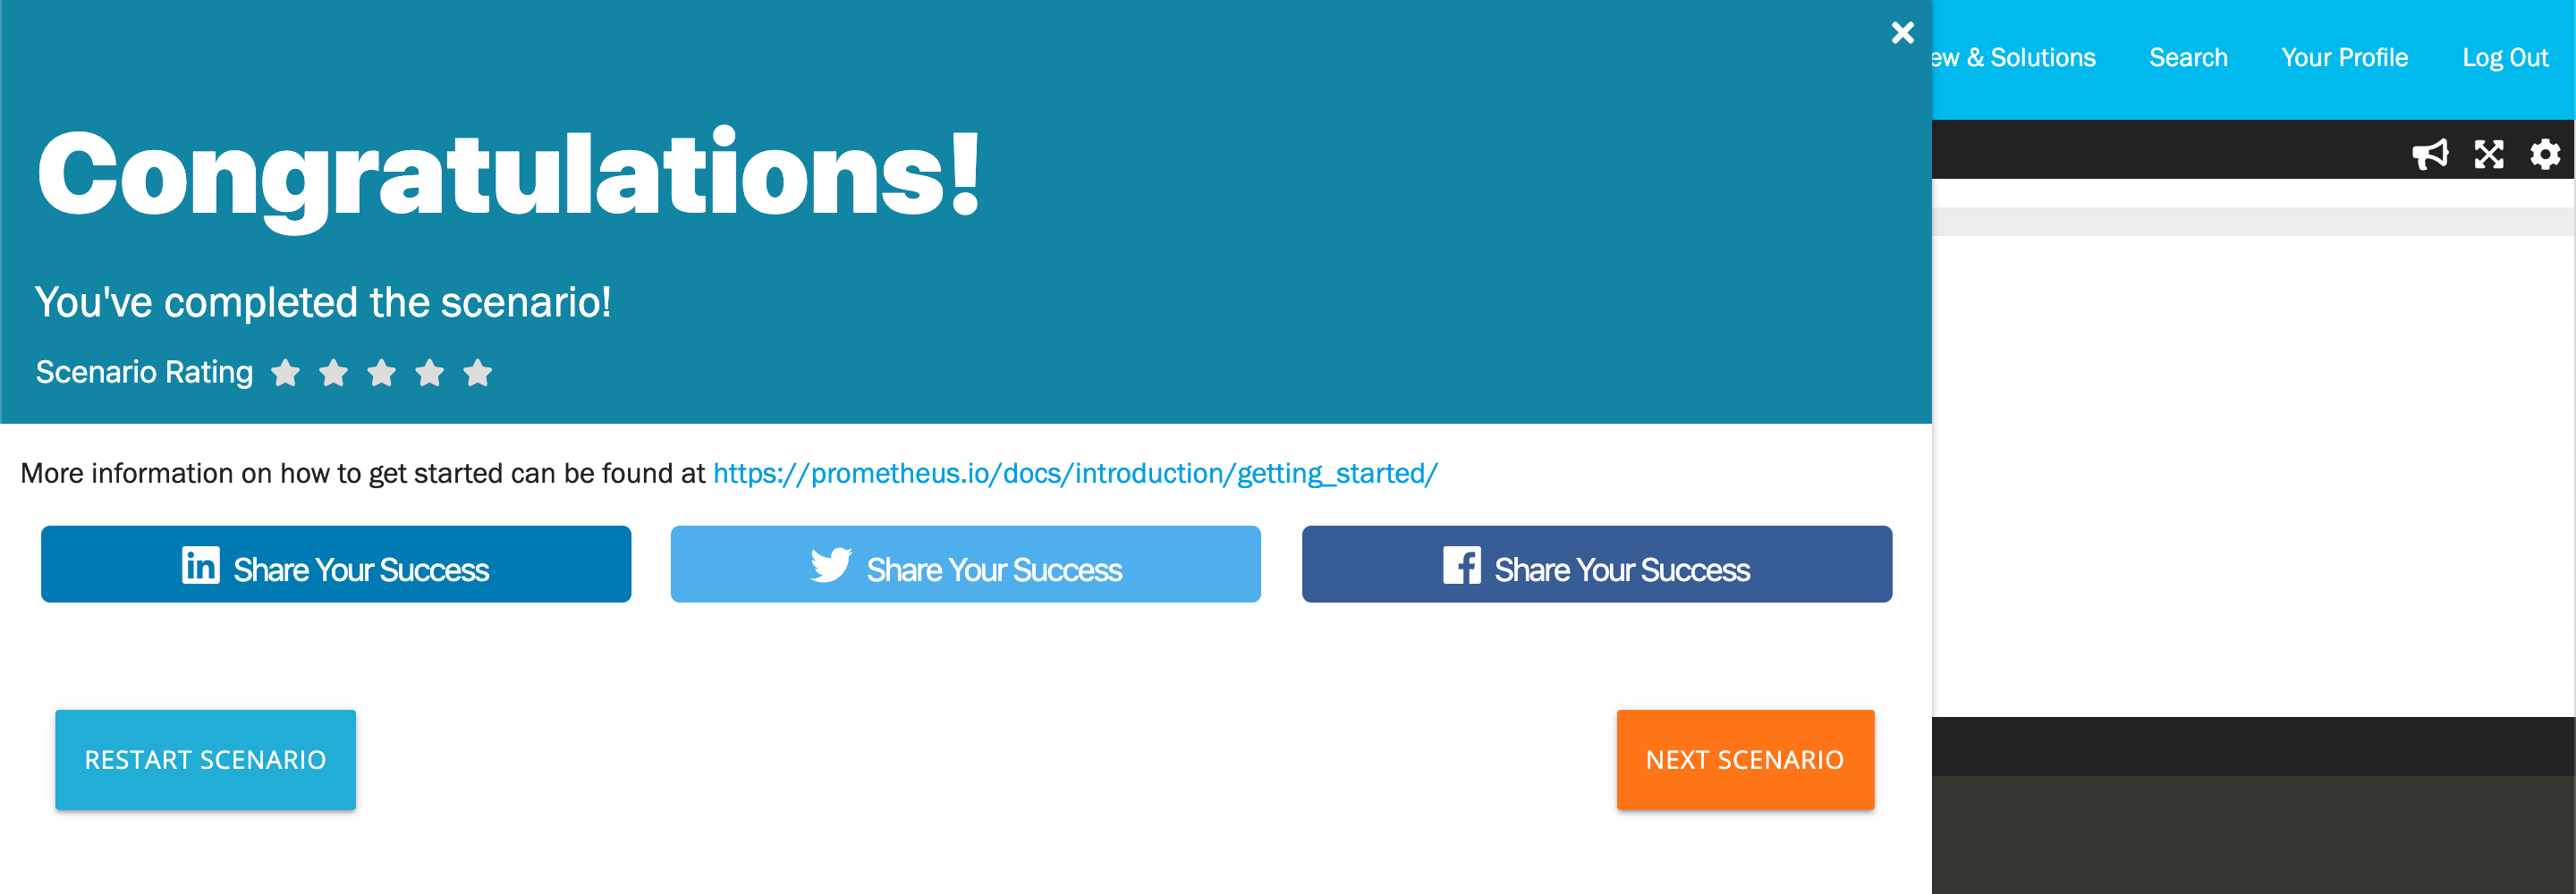 ew & Solutions Search Your Profile Log Out
Congratulations!
You've completed the scenario!
Scenario Rating
More information on how to get started can be found at https://prometheus.io/docs/introduction/getting_started/
in Share Your Success
Share Your Success
f Share Your Success
RESTART SCENARIO
NEXT SCENARIO